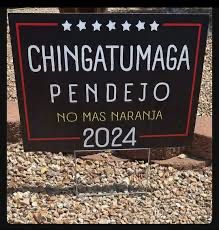 CHINGATUMAGA
PENDEJO
NO MAS NARANJA
2024